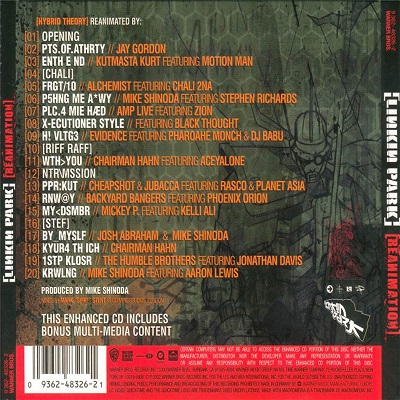 [HYBRID THEORY] REANIMATED BY:
[01] OPENING
[02] PTS.OF.ATHRTY / JAY GORDON
[03] ENTH E ND / KUTMASTA KURT FEATURING MOTION MAN
[04] [CHALI]
[05] FRGT/10 / ALCHEMIST FEATURING CHALI 2NA
[06] P5HNG ME A*WY / MIKE SHINODA FEATURING STEPHEN RICHARDS
[07] PLC.4 MIE HÆD / AMP LIVE FEATURING ZION
[08] X-ECUTIONER STYLE / FEATURING BLACK THOUGHT
[09] H! VLTG3 / EVIDENCE FEATURING PHAROAHE MONCH & DJ BABU
[10] [RIFF RAFF]
[11] WTH>YOU / CHAIRMAN HAHN FEATURING ACEYALONE
[12] NTR\MISSION
[13] PPR:KUT / CHEAPSHOT & JUBACCA FEATURING RASCO & PLANET ASIA
[14] RNW@Y / BACKYARD BANGERS FEATURING PHOENIX ORION
[15] MY<DSMBR / MICKEY P. FEATURING KELLI ALI
[16] [STEF]
[17] BY_MYSLF / JOSH ABRAHAM & MIKE SHINODA
[18] KYUR4 TH ICH / CHAIRMAN HAHN
[19] 1STP KLOSR / THE HUMBLE BROTHERS FEATURING JONATHAN DAVIS
[20] KRWLNG / MIKE SHINODA FEATURING AARON LEWIS
PRODUCED BY MIKE SHINODA
THIS ENHANCED CD INCLUDES
BONUS MULTI-MEDIA CONTENT
0 9362-48326-2
[LINKIN PARK] [REANIMATION]
[LINKIN PARK] [REANIMATION]
WARNER BROS.